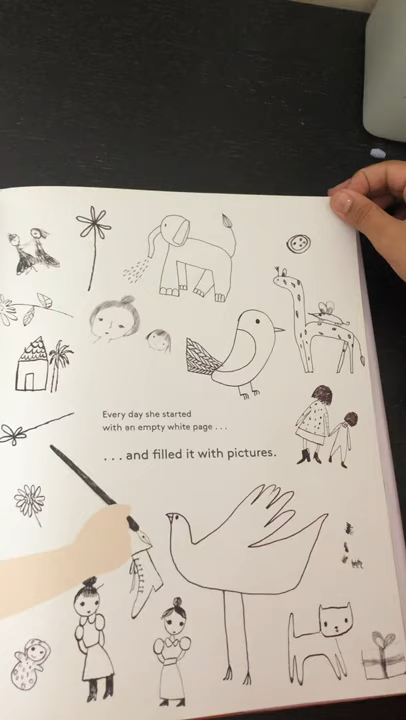 Every day she started
with an empty white page . . .
. . . and filled it with pictures.